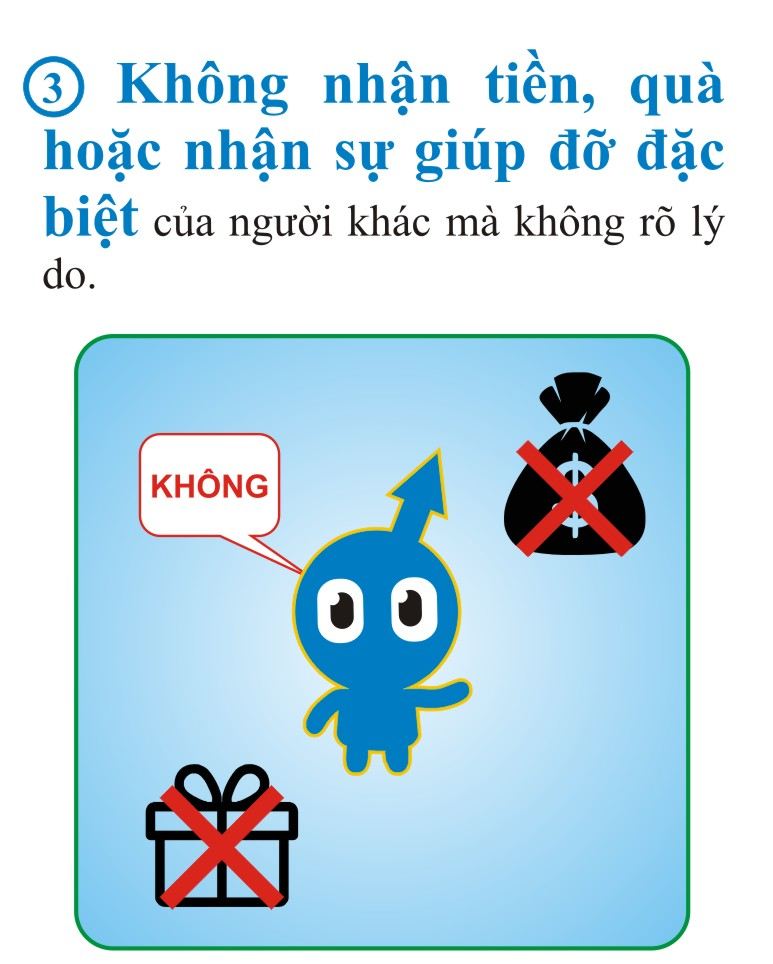 ③ Không nhận tiền, quà
hoặc nhận sự giúp đỡ đặc
biệt của người khác mà không rõ lý
do.
KHÔNG
$